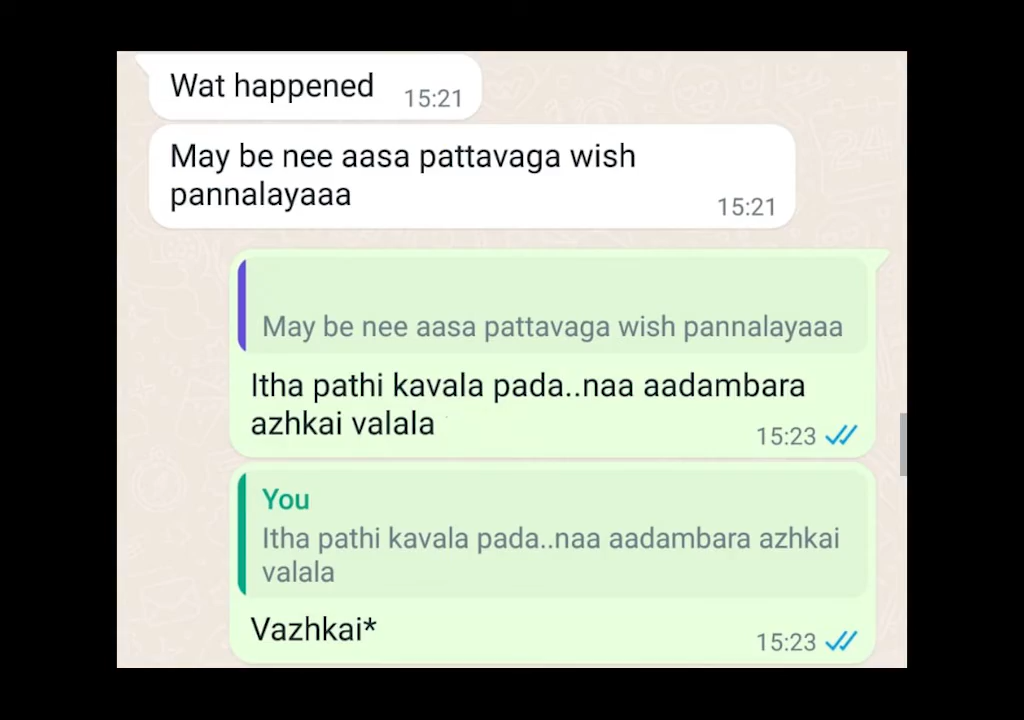 Wat happened 15:21
May be nee aasa pattavaga wish
pannalayaaa 15:21
May be nee aasa pattavaga wish pannalayaaa
Itha pathi kavala pada..naa aadambara
azhkai valala 15:23
You
Itha pathi kavala pada..naa aadambara azhkai
valala
Vazhkai* 15:23